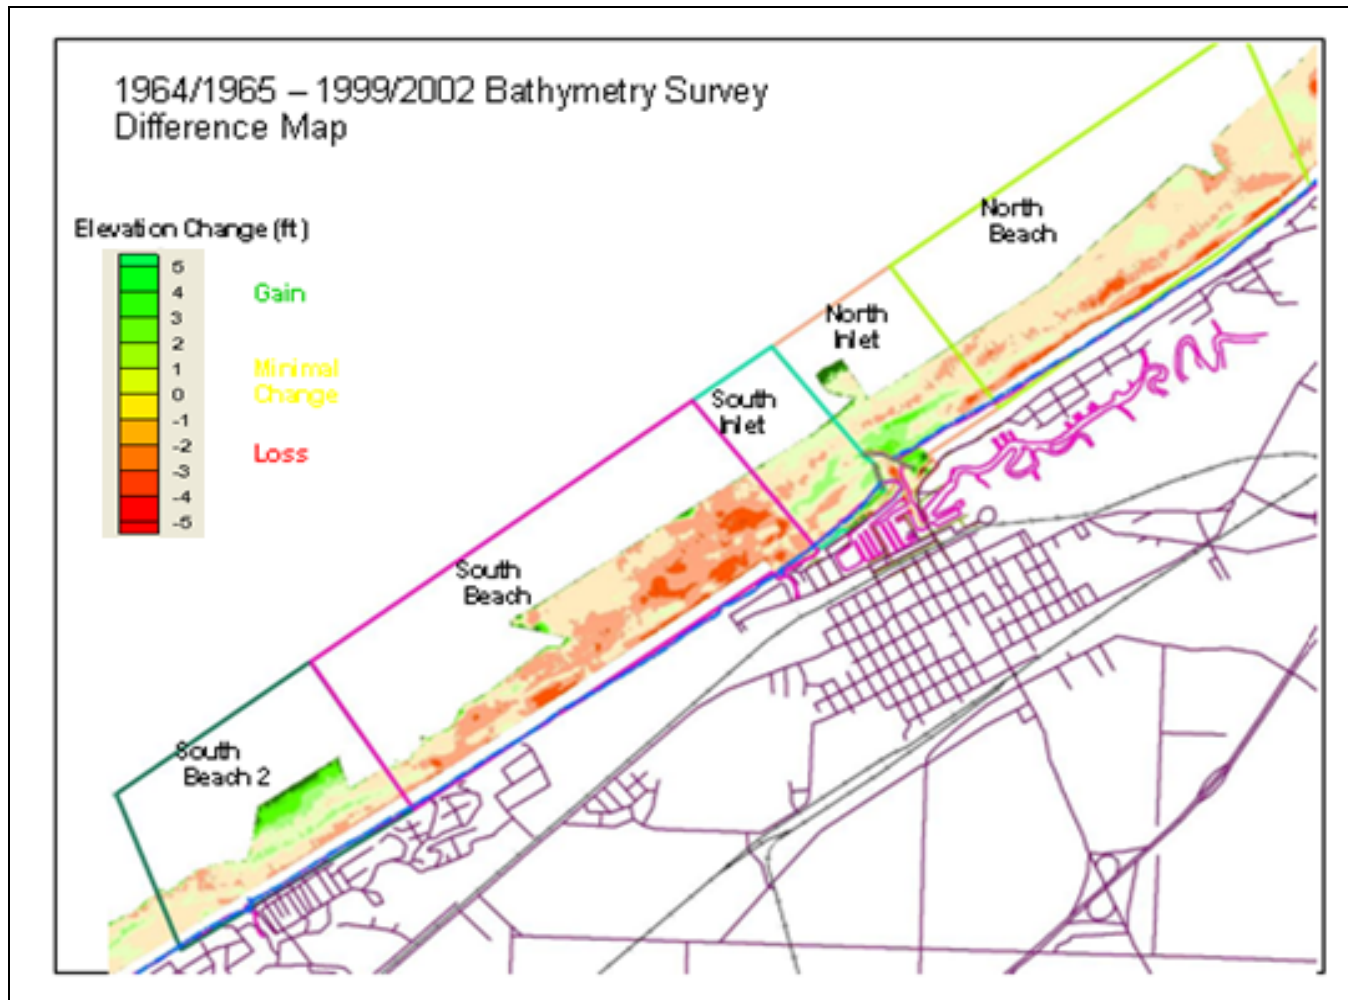 1964/1965 – 1999/2002 Bathymetry Survey
Difference Map
Elevation Change (ft)
5
4
3
2
1
0
-1
-2
-3
-4
-5
Gain
Minimal
Change
Loss
North
Beach
North
Inlet
South
Inlet
South
Beach
South
Beach 2